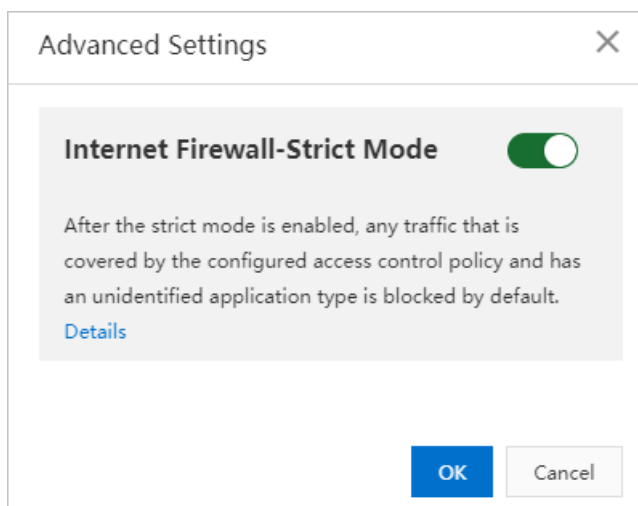 Advanced Settings
Internet Firewall-Strict Mode
After the strict mode is enabled, any traffic that is
covered by the configured access control policy and has
an unidentified application type is blocked by default.
Details
OK
Cancel